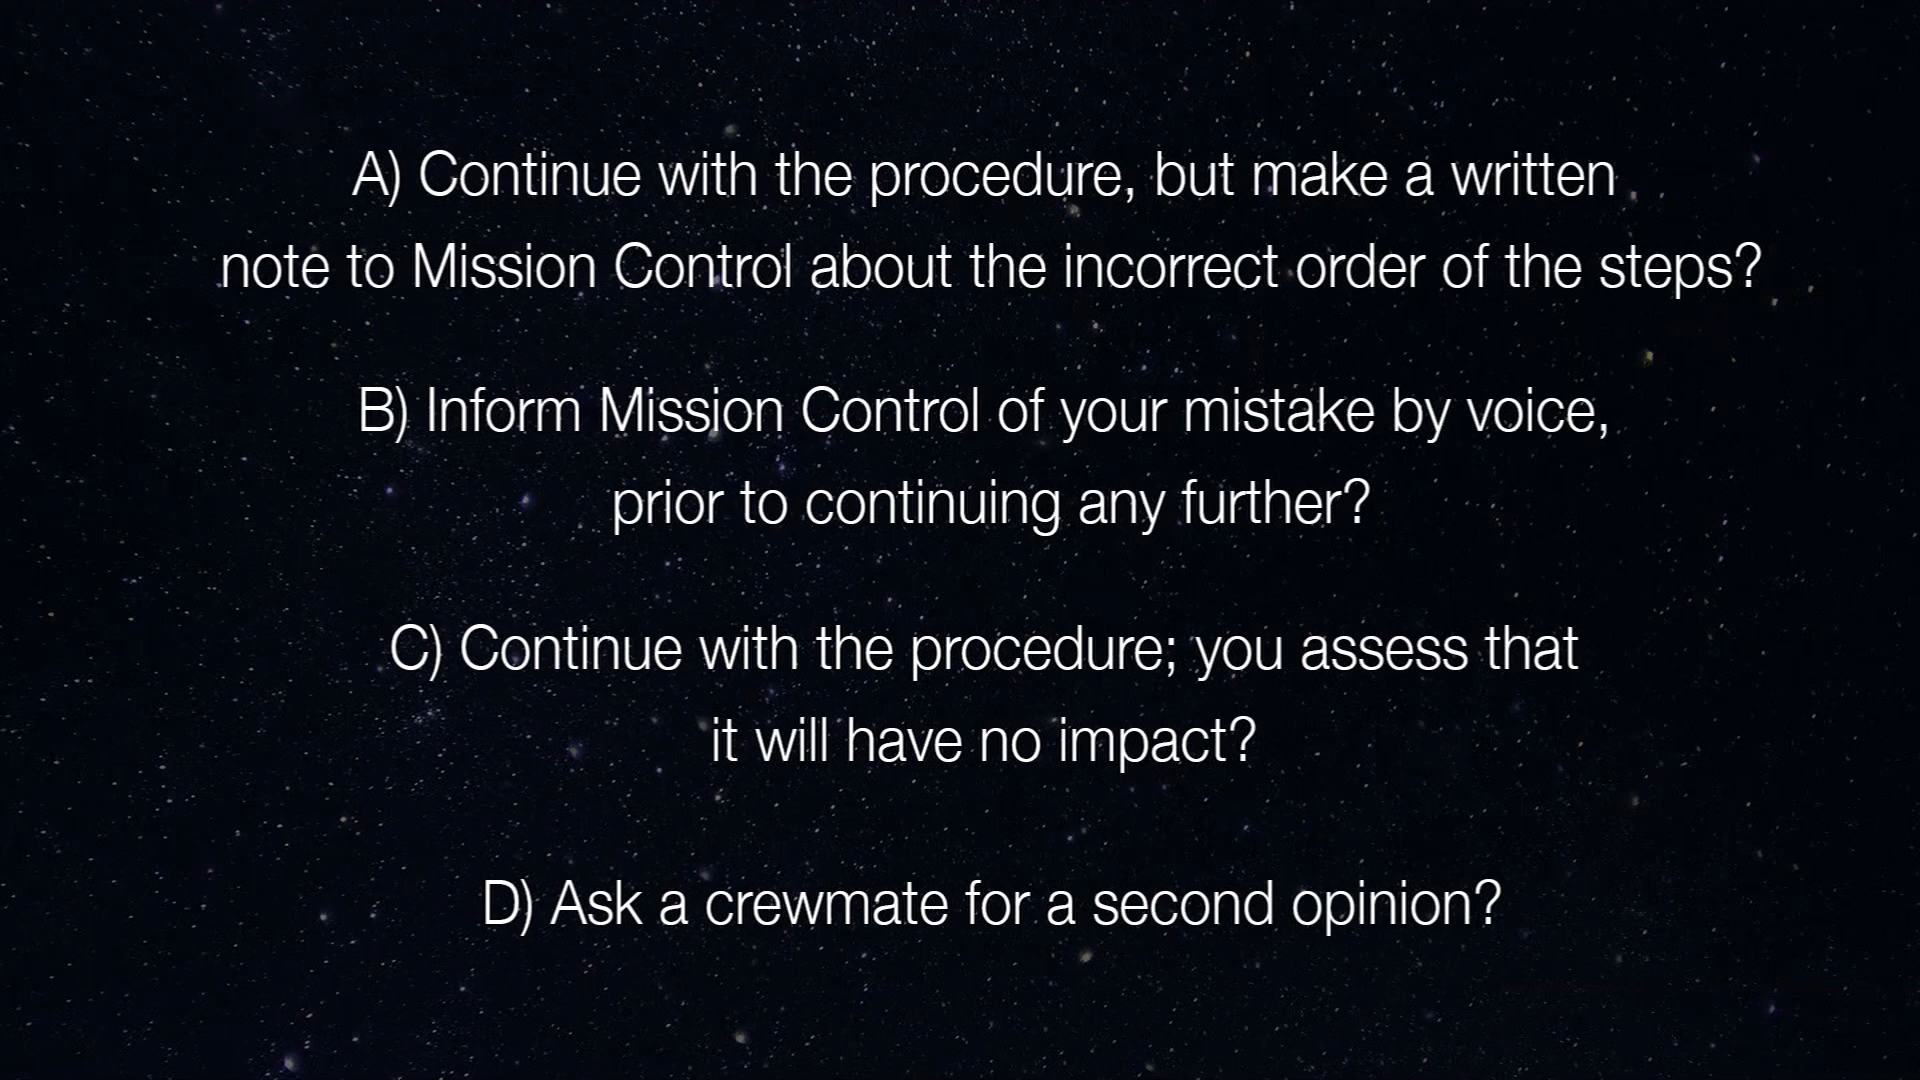 A) Continue with the procedure, but make a written
note to Mission Control about the incorrect order of the steps?
B) Inform Mission Control of your mistake by voice,
prior to continuing any further?
C) Continue with the procedure; you assess that
it will have no impact?
D) Ask a crewmate for a second opinion?